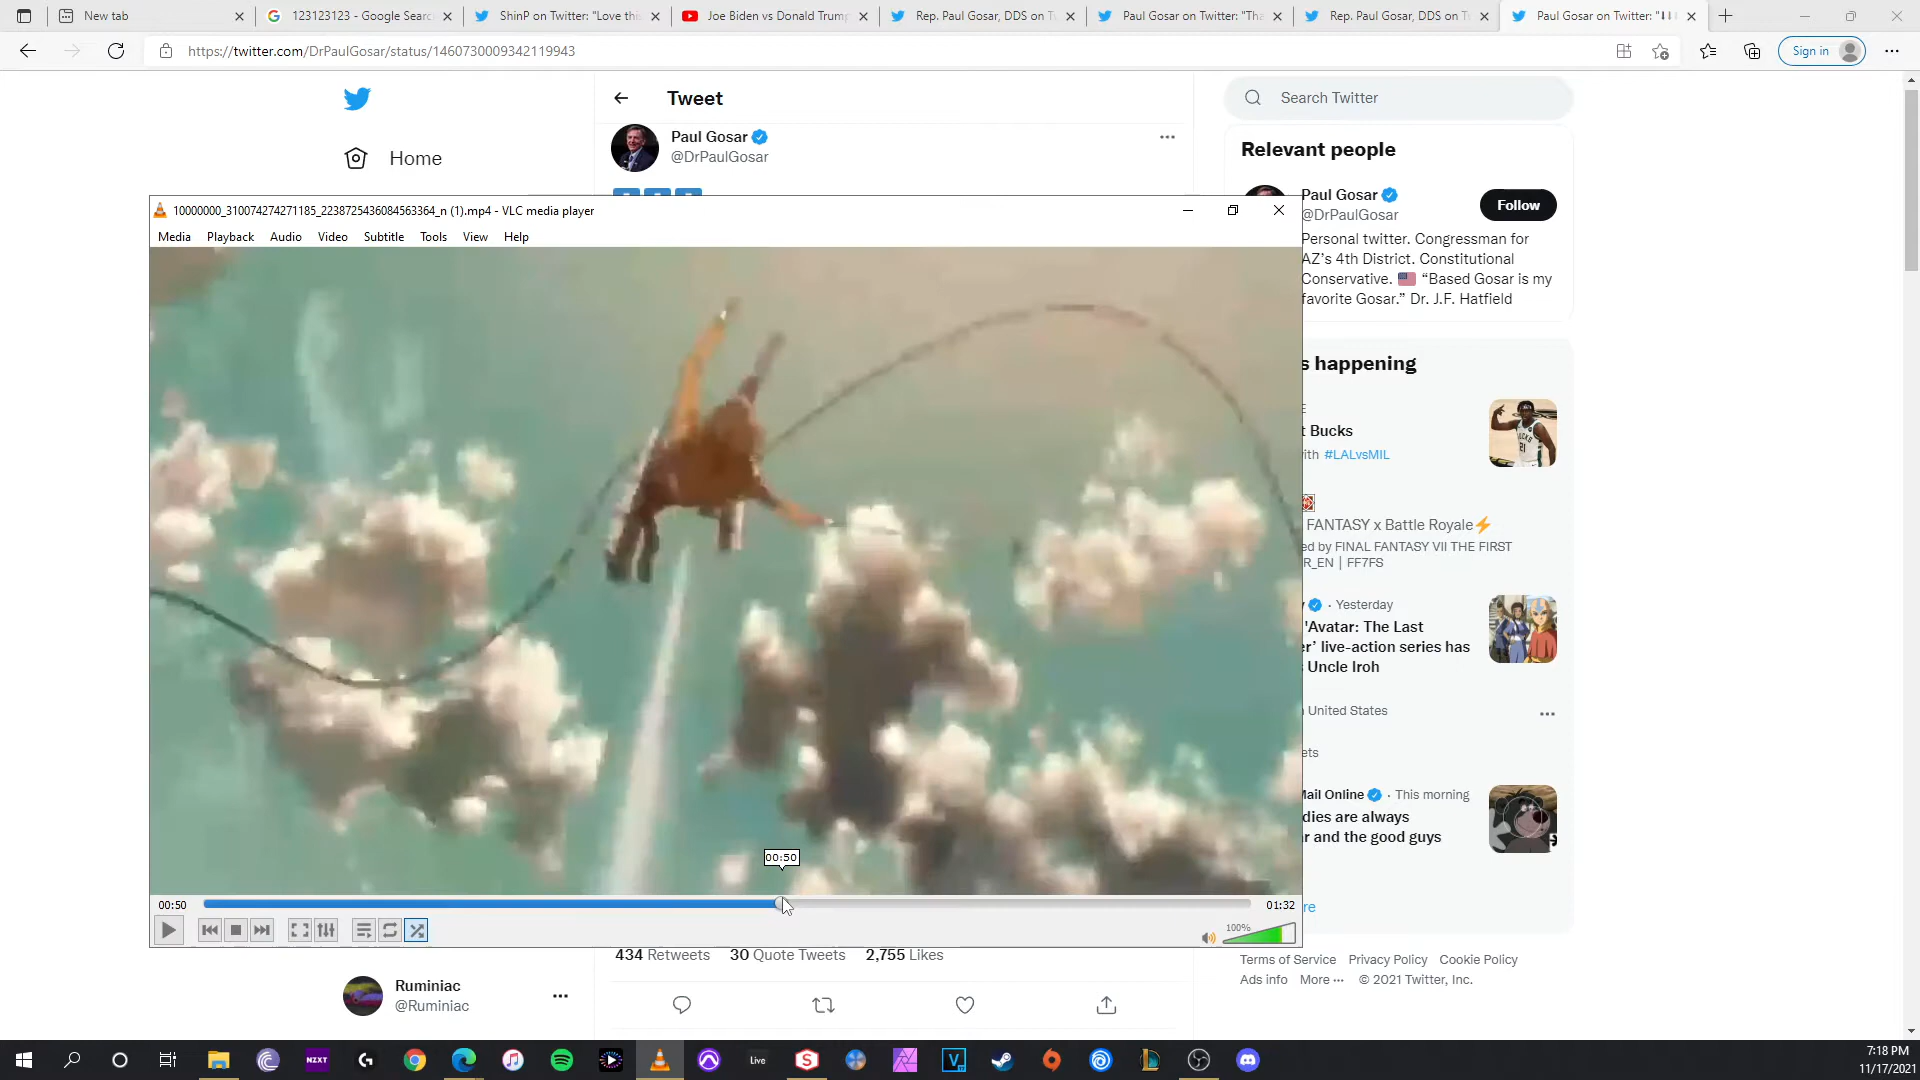 New tab
123123123 - Google Searc
ShinP on Twitter: "Love thi
Joe Biden vs Donald Trump
Rep. Paul Gosar, DDS on T
Paul Gosar on Twitter: "Tha
Rep. Paul Gosar, DDS on T
Paul Gosar on Twitter: "
https://twitter.com/DrPaulGosar/status/1460730009342119943
Sign in
Home
Tweet
Paul Gosar
@DrPaulGosar
Search Twitter
Relevant people
Paul Gosar
@DrPaulGosar
Follow
Personal twitter. Congressman for
AZ's 4th District. Constitutional
Conservative. 🇺🇸 “Based Gosar is my
favorite Gosar.” Dr. J.F. Hatfield
10000000_310074274271185_2238725436084563364_n (1).mp4 - VLC media player
Media Playback Audio Video Subtitle Tools View Help
s happening
t Bucks
ith #LALvsMIL
FANTASY x Battle Royale⚡
ed by FINAL FANTASY VII THE FIRST
R_EN | FF7FS
· Yesterday
'Avatar: The Last
er’ live-action series has
Uncle Iroh
United States
ets
Mail Online · This morning
dies are always
r and the good guys
re
00:50
00:50
01:32
100%
434 Retweets 30 Quote Tweets 2,755 Likes
Terms of Service Privacy Policy Cookie Policy
Ads info More ··· © 2021 Twitter, Inc.
Ruminiac
@Ruminiac
NZXT
Live
7:18 PM
11/17/2021